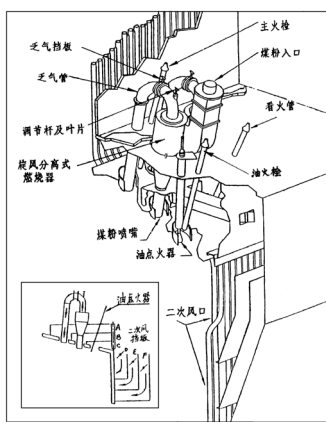 主火检
乏气挡板
煤粉入口
乏气管
看火管
调节杆及叶片
旋风分离式
燃烧器
油火检
煤粉喷嘴
油点火器
油点火器
二次风
挡板
A
B
C
D
E
F
二次风口